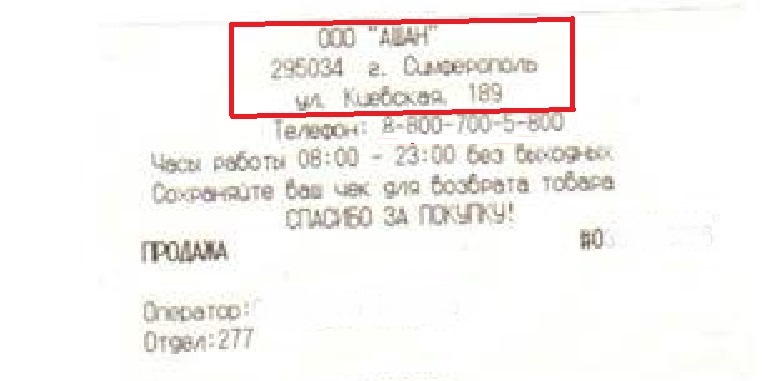 ООО "АШАН"
295034 г. Симферополь
ул. Киевская, 189
Телефон: 8-800-700-5-800
Часы работы 08:00 - 23:00 без выходных
Сохраняйте ваш чек для возврата товара
СПАСИБО ЗА ПОКУПКУ!
ПРОДАЖА #0
Оператор:
Отдел:277